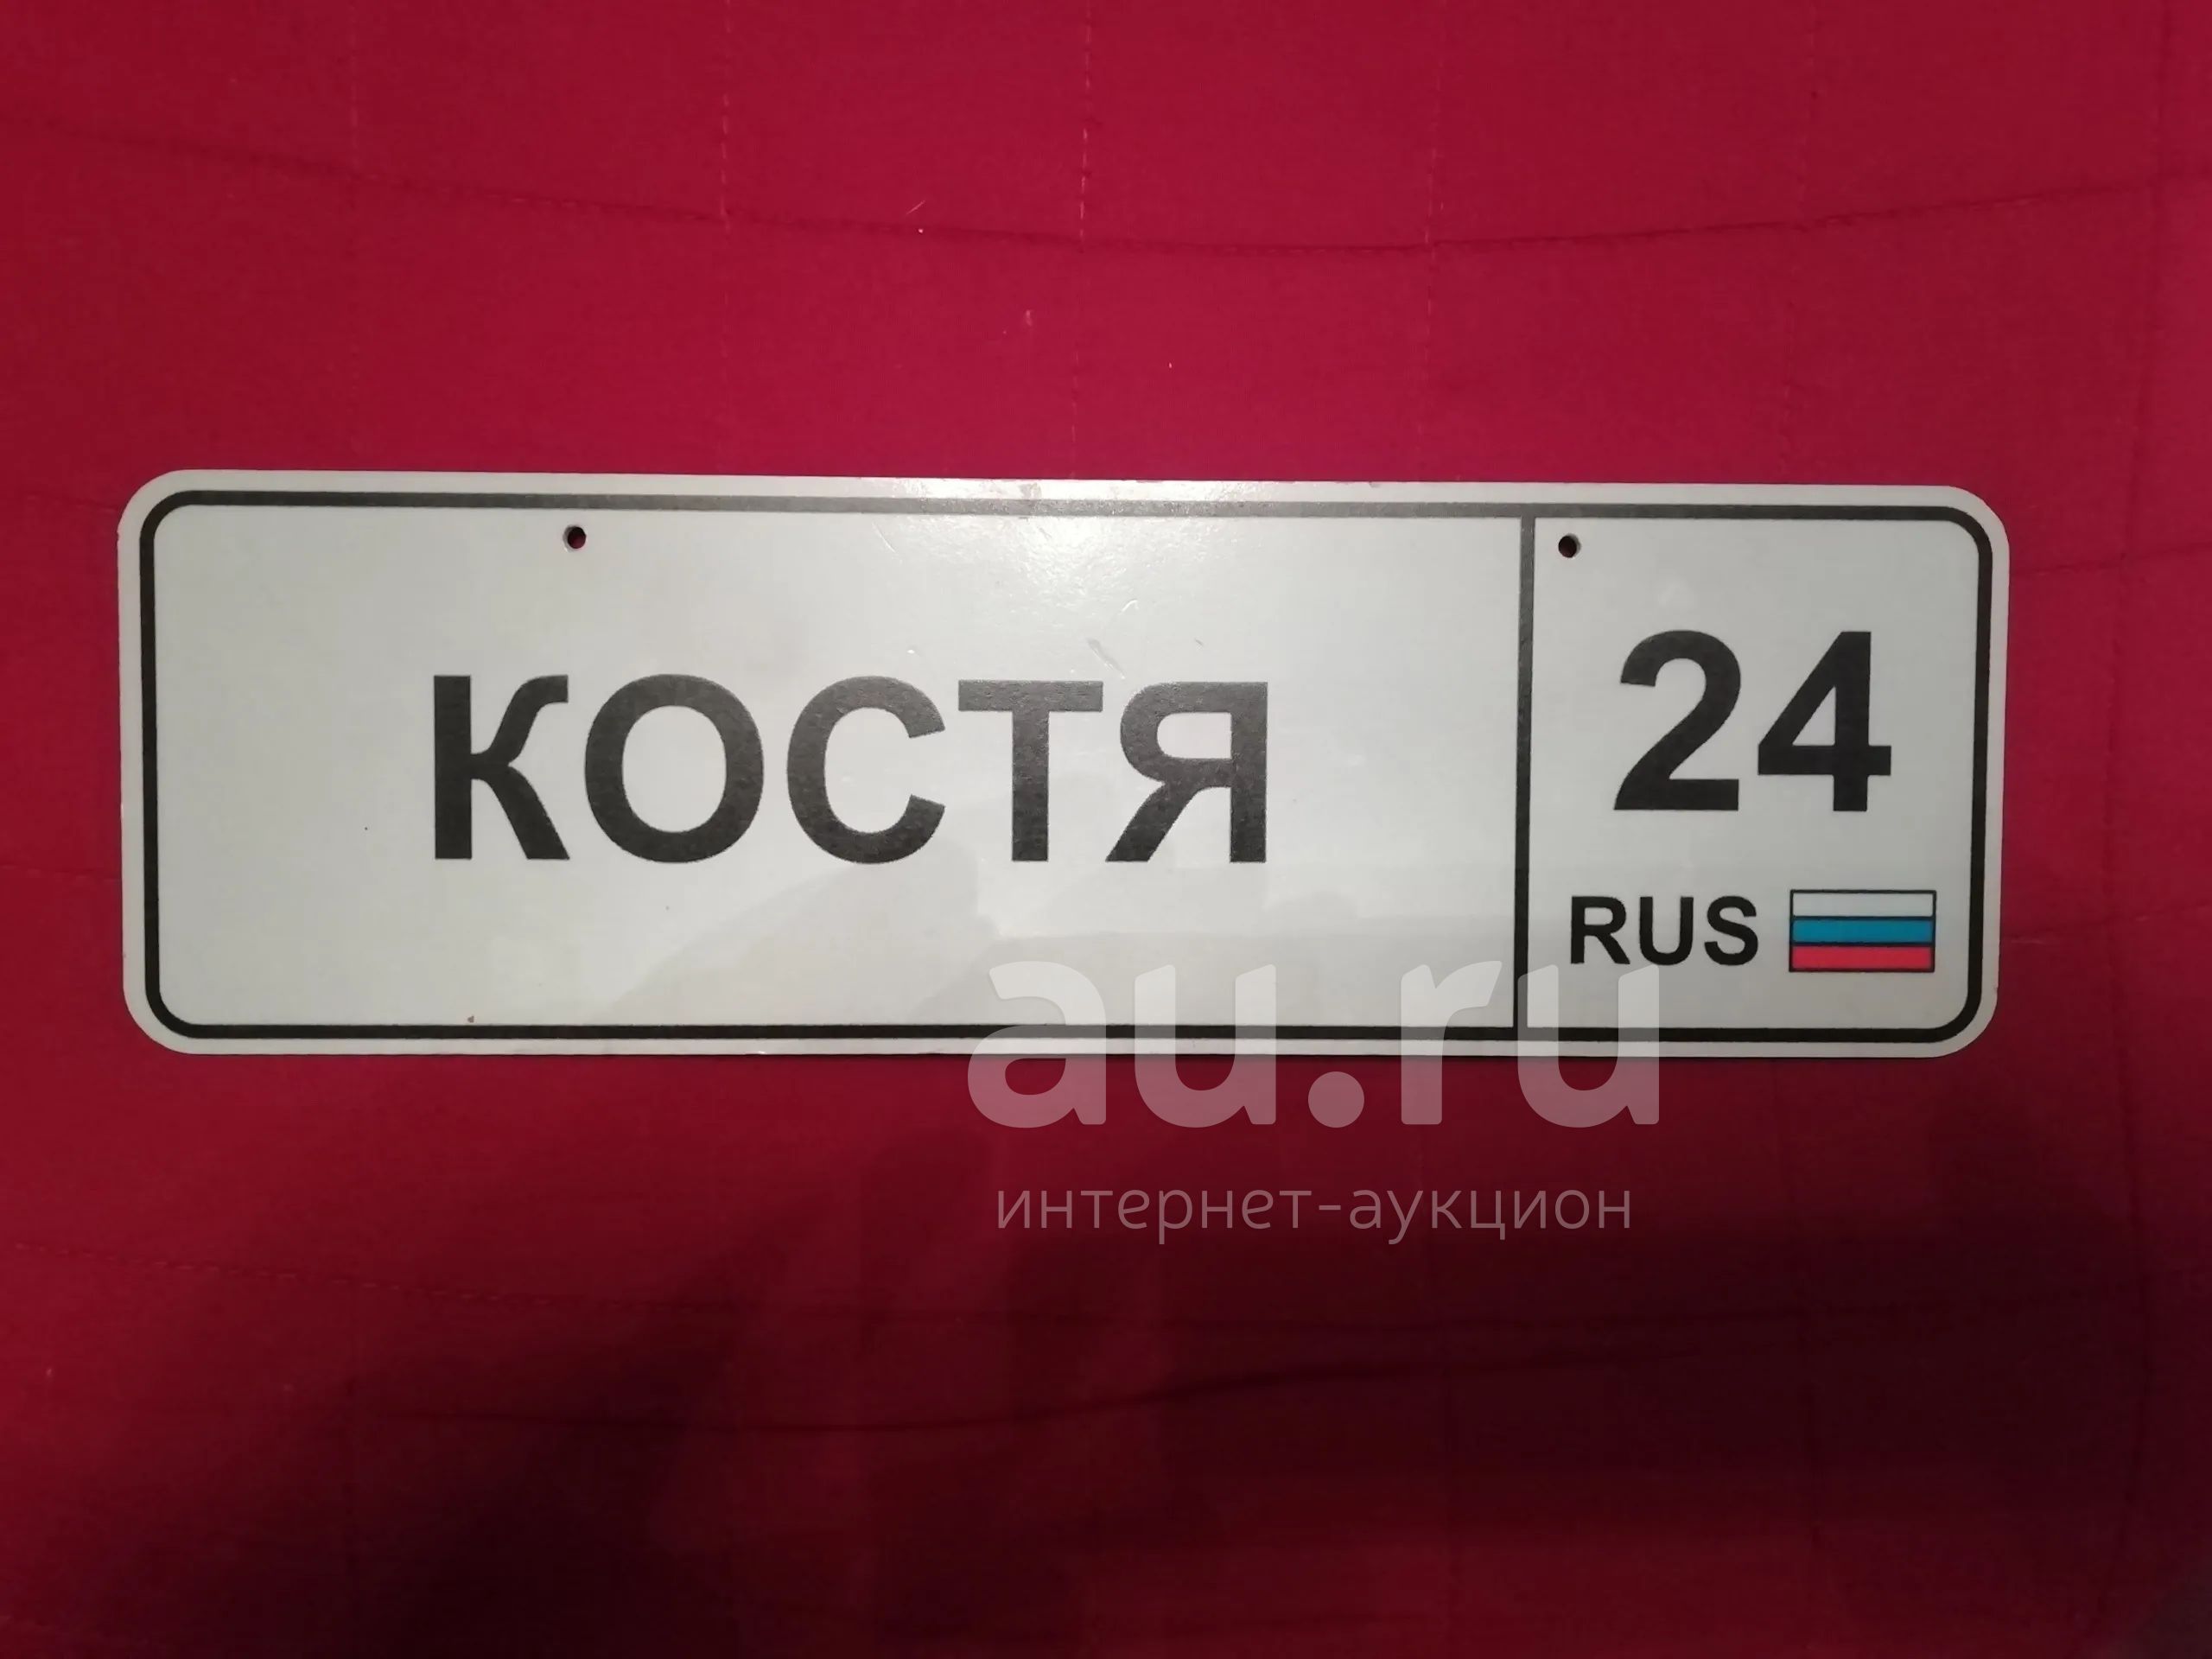 КОСТЯ 24
RUS
au.ru
интернет-аукцион